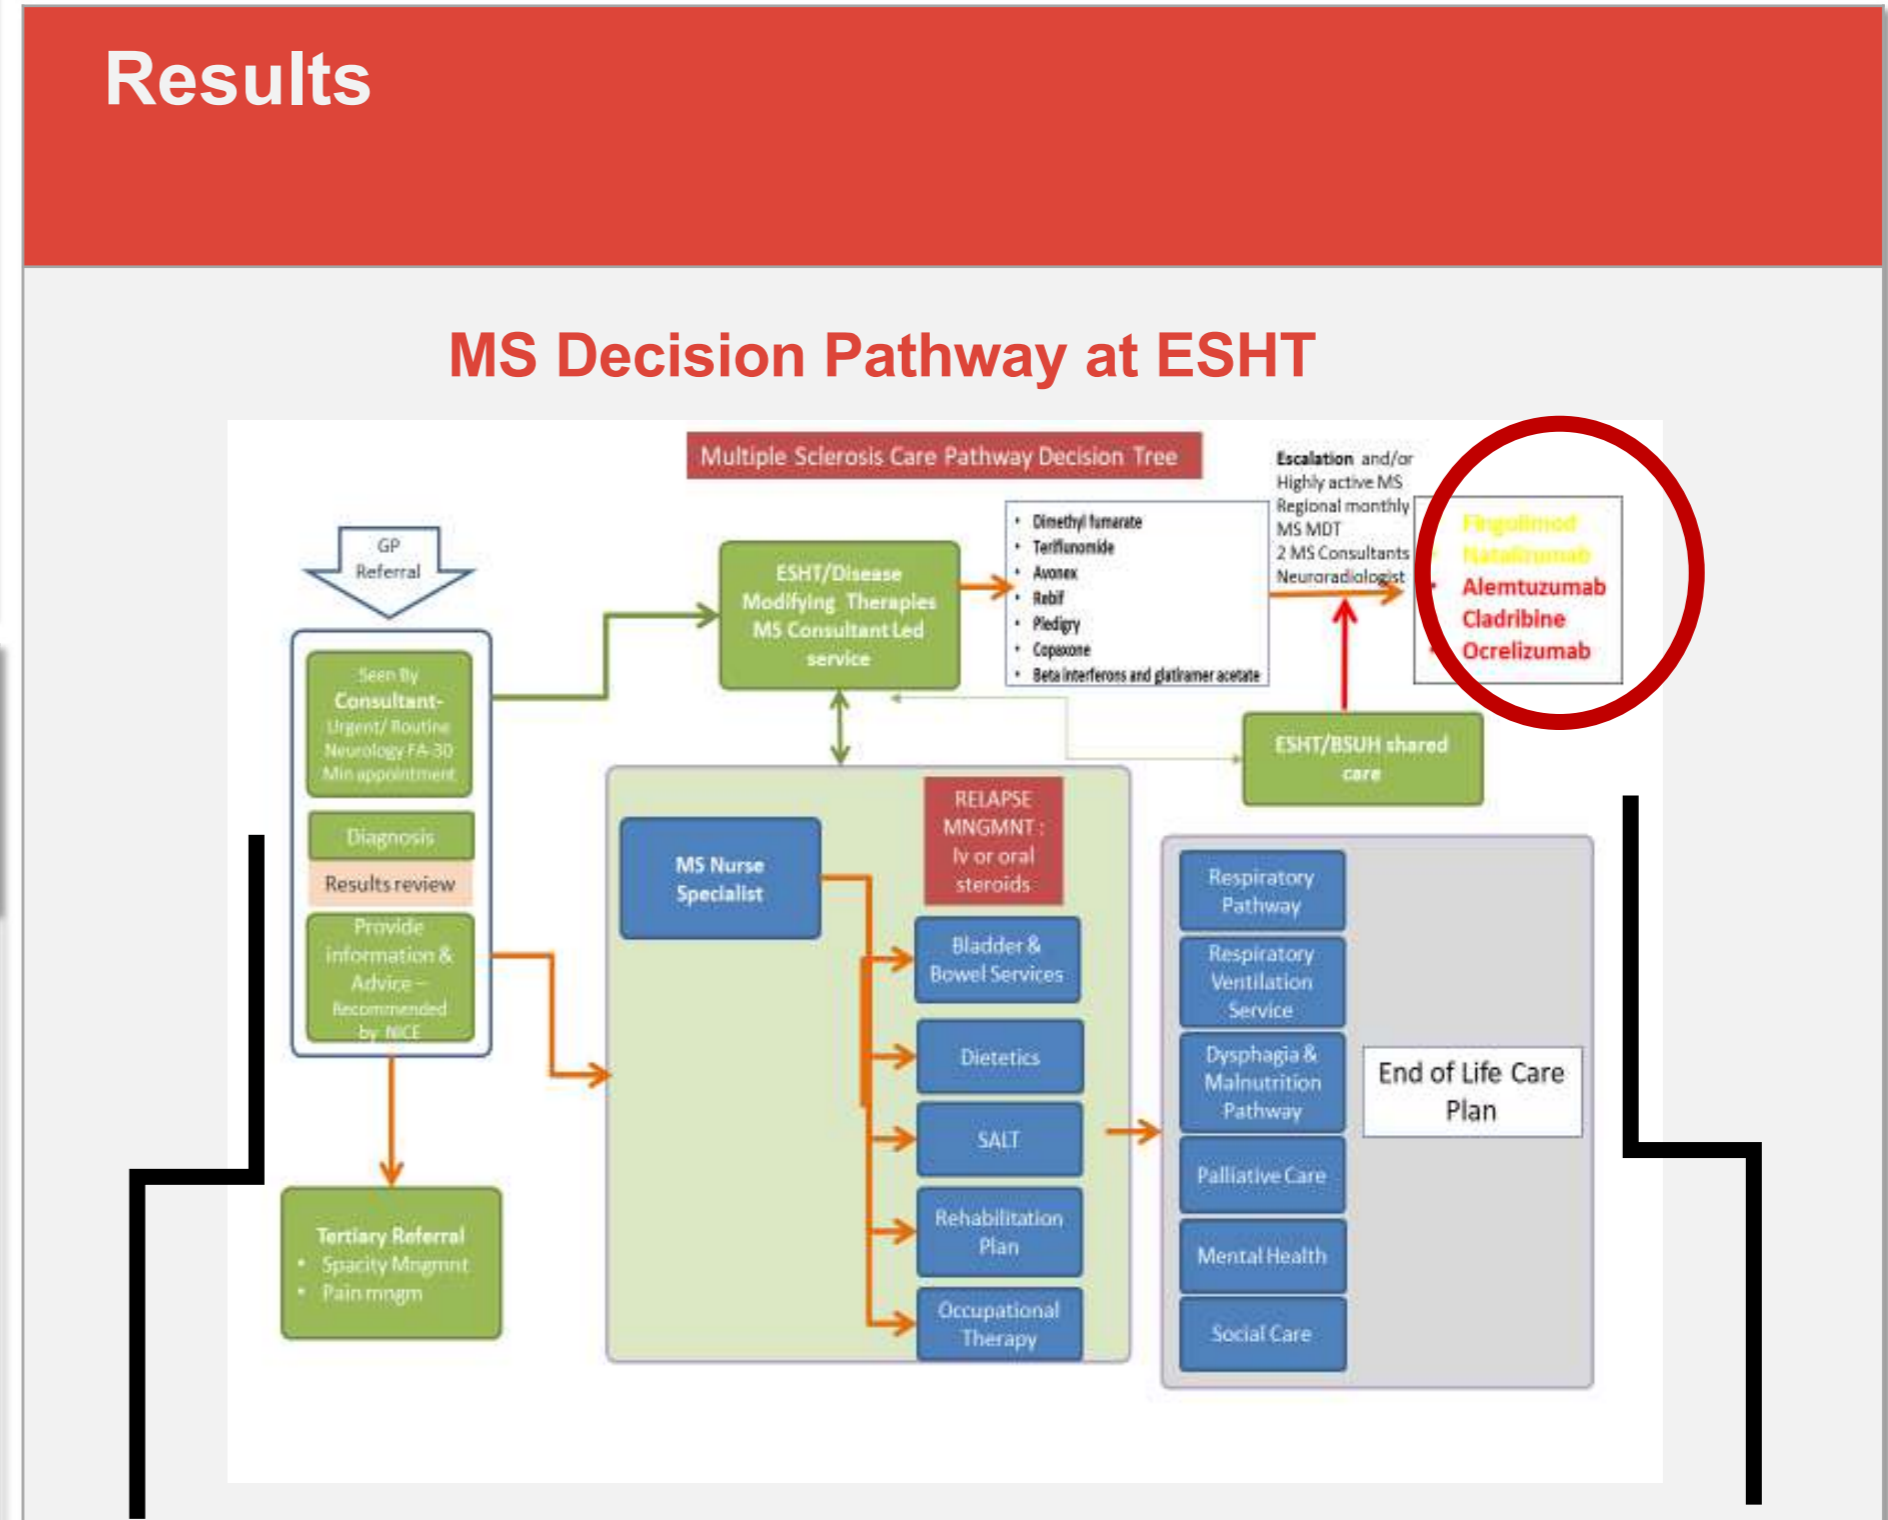 Results
MS Decision Pathway at ESHT
Multiple Sclerosis Care Pathway Decision Tree
GP
Referral
Seen By
Consultant-
Urgent/ Routine
Neurology FA-30
Min appointment
Diagnosis
Results review
Provide
information &
Advice –
Recommended
by NICE
Tertiary Referral
• Spacity Mngmnt
• Pain mngm
ESHT/Disease
Modifying Therapies
MS Consultant Led
service
• Dimethyl fumarate
• Teriflunomide
• Avonex
• Rebif
• Pledigry
• Copaxone
• Beta interferons and glatiramer acetate
Escalation and/or
Highly active MS
Regional monthly
MS MDT
2 MS Consultants
Neuroradiologist
Fingolimod
• Natalizumab
• Alemtuzumab
Cladribine
• Ocrelizumab
ESHT/BSUH shared
care
MS Nurse
Specialist
RELAPSE
MNGMNT :
Iv or oral
steroids
Bladder &
Bowel Services
Dietetics
SALT
Rehabilitation
Plan
Occupational
Therapy
Respiratory
Pathway
Respiratory
Ventilation
Service
Dysphagia &
Malnutrition
Pathway
Palliative Care
Mental Health
Social Care
End of Life Care
Plan